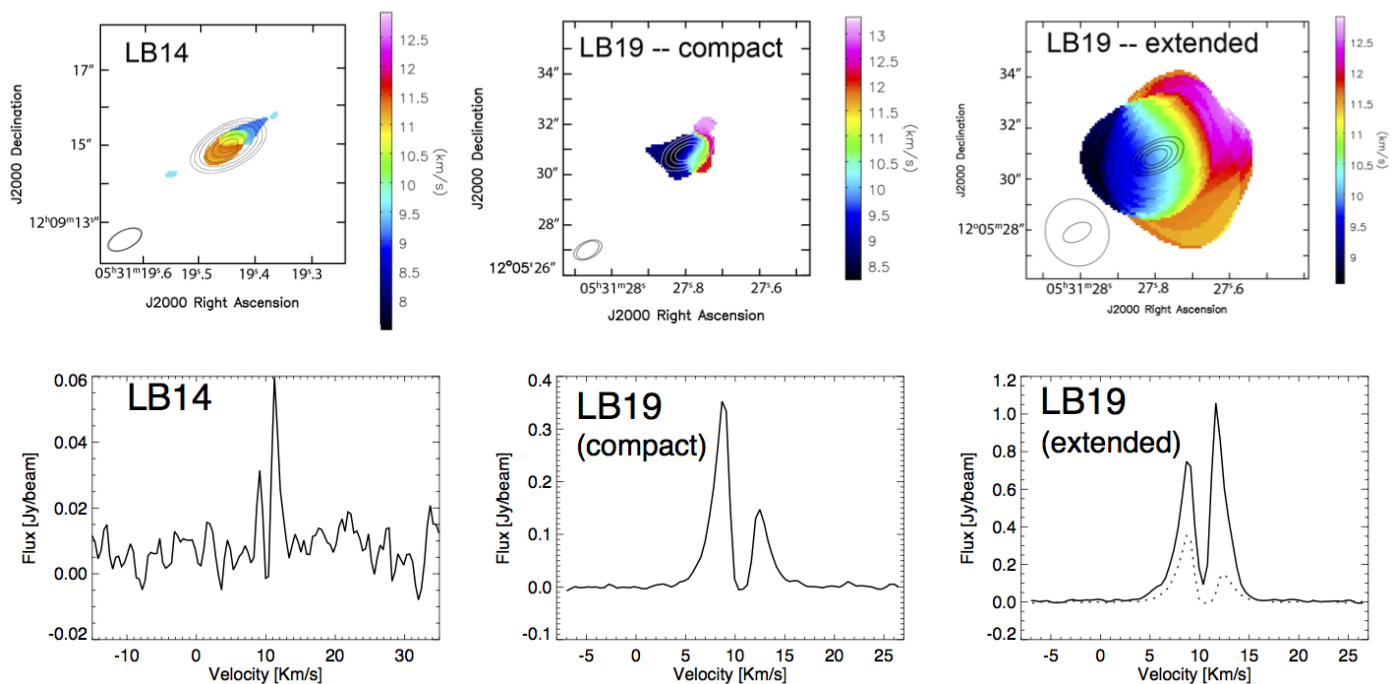 LB14
17″
15″
12ʰ09ᵐ13″
05ʰ31ᵐ19ˢ.6
19ˢ.5
19ˢ.4
19ˢ.3
J2000 Right Ascension
J2000 Declination
12.5
12
11.5
11
10.5
10
9.5
9
8.5
8
(km/s)
LB19 -- compact
34″
32″
30″
28″
12°05′26″
05ʰ31ᵐ28ˢ
27ˢ.8
27ˢ.6
J2000 Right Ascension
J2000 Declination
13
12.5
12
11.5
11
10.5
10
9.5
9
8.5
(km/s)
LB19 -- extended
34″
32″
30″
12°05ᵐ28″
05ʰ31ᵐ28ˢ
27ˢ.8
27ˢ.6
J2000 Right Ascension
J2000 Declination
12.5
12
11.5
11
10.5
10
9.5
9
(km/s)
LB14
0.06
0.04
0.02
0.00
-0.02
Flux [Jy/beam]
-10 0 10 20 30
Velocity [Km/s]
LB19
(compact)
0.4
0.3
0.2
0.1
0.0
-0.1
Flux [Jy/beam]
-5 0 5 10 15 20 25
Velocity [Km/s]
LB19
(extended)
1.2
1.0
0.8
0.6
0.4
0.2
0.0
-0.2
Flux [Jy/beam]
-5 0 5 10 15 20 25
Velocity [Km/s]